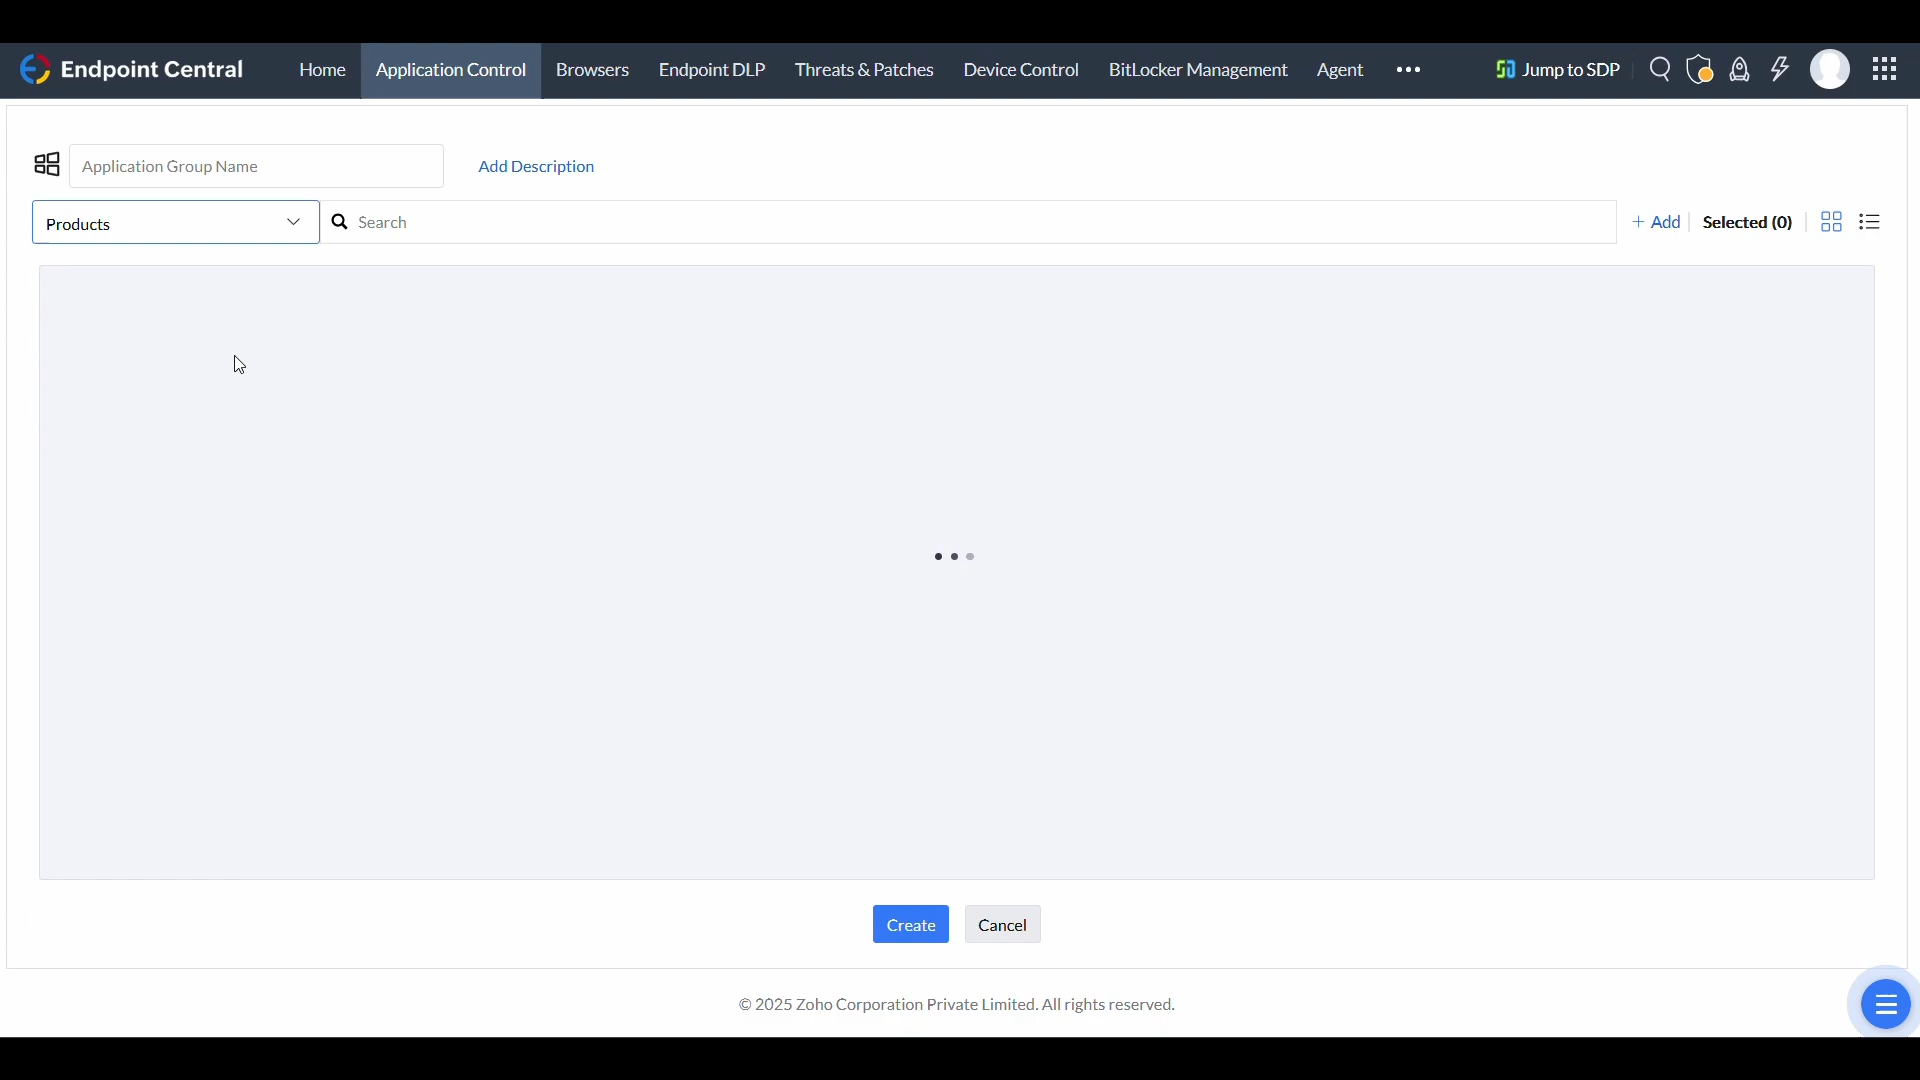 Endpoint Central Home Application Control Browsers Endpoint DLP Threats & Patches Device Control BitLocker Management Agent ••• Jump to SDP
Application Group Name Add Description
Products Search + Add Selected (0)
Create Cancel
© 2025 Zoho Corporation Private Limited. All rights reserved.